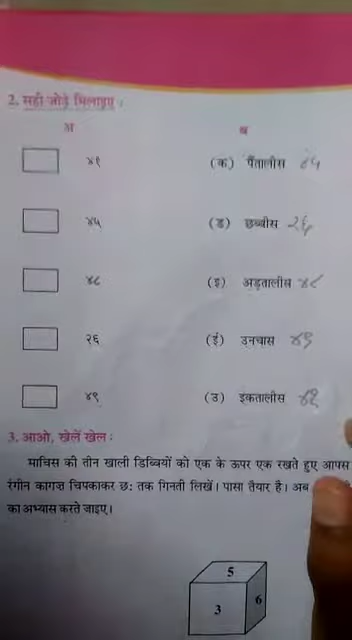 2. सही जोड़े मिलाइए :
अ ब
४१ (क) पैंतालीस ४५
४५ (ड) छब्बीस २६
४८ (इ) अड़तालीस ४८
२६ (ई) उनचास ४९
४९ (उ) इकतालीस ४१
3. आओ, खेलें खेल :
माचिस की तीन खाली डिब्बियों को एक के ऊपर एक रखते हुए आपस
रंगीन कागज चिपकाकर छ: तक गिनती लिखें। पासा तैयार है। अब
का अभ्यास करते जाइए।
5
3 6